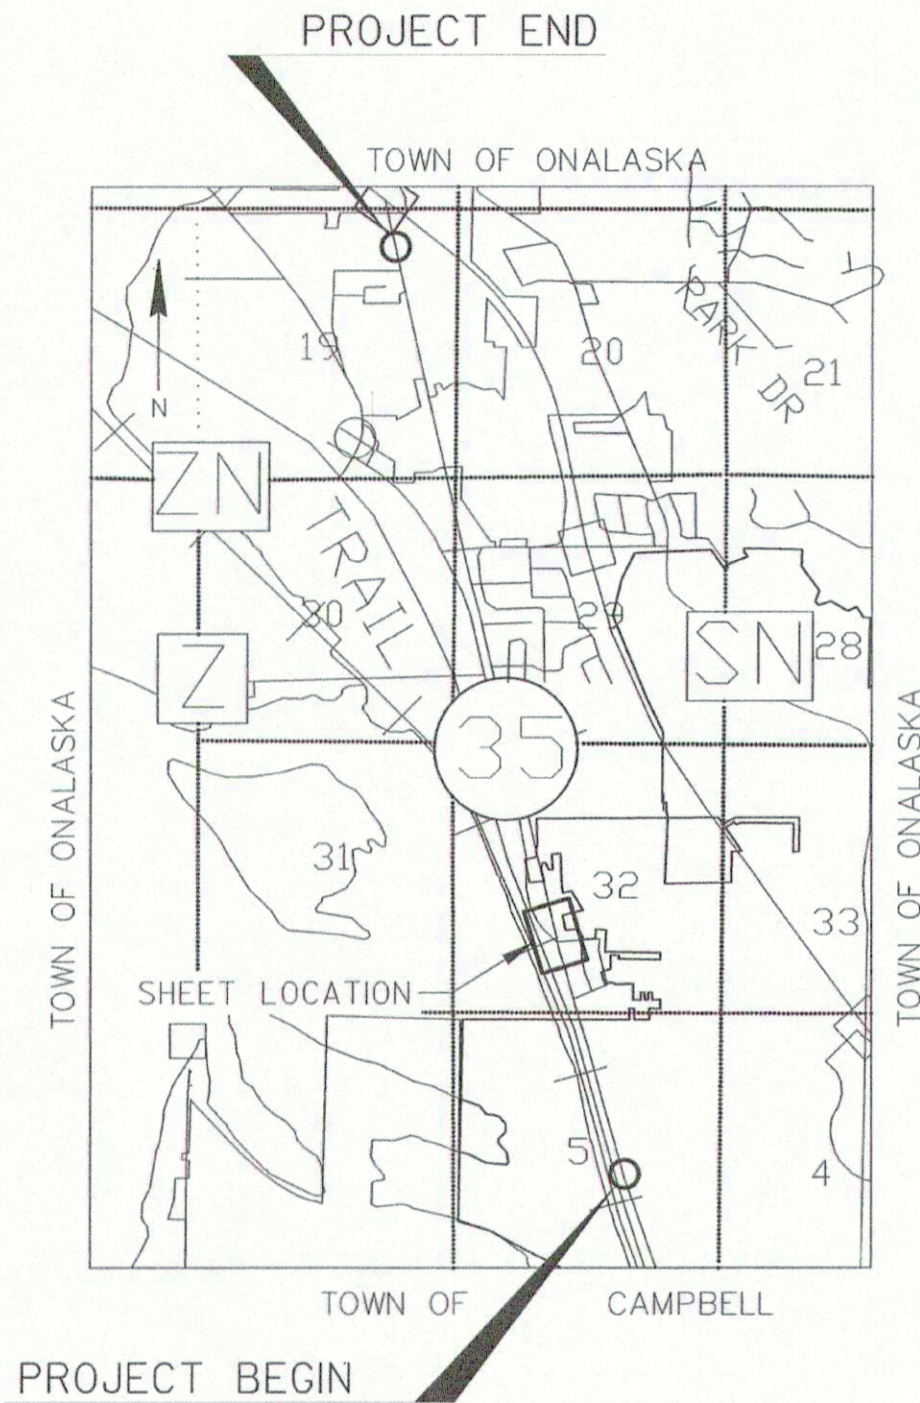 PROJECT END
TOWN OF ONALASKA
19
20
21
PARK DR
N
ZN
TRAIL
30
29
28
SN
Z
E
35
TOWN OF ONALASKA
TOWN OF ONALASKA
31
32
33
SHEET LOCATION
5
4
TOWN OF CAMPBELL
PROJECT BEGIN